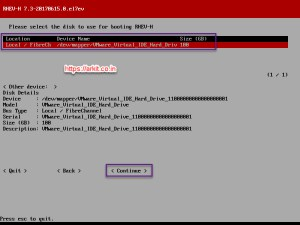 RHEV-H 7.3-20170615.0.el7ev
Please select the disk to use for booting RHEV-H
Location Device Name Size (GB)
Local / FibreCh /dev/mapper/VMware_Virtual_IDE_Hard_Driv 100
https://arkit.co.in
(1 / 1)
< Other device: >
Disk Details
Device : /dev/mapper/VMware_Virtual_IDE_Hard_Drive_11000000000000000001
Model : VMware_Virtual_IDE_Hard_Drive
Bus Type : Local / FibreChannel
Serial : VMware_Virtual_IDE_Hard_Drive_11000000000000000001
Size (GB) : 100
Description: VMware_Virtual_IDE_Hard_Drive_11000000000000000001
< Quit > < Back > < Continue >
Press esc to quit.